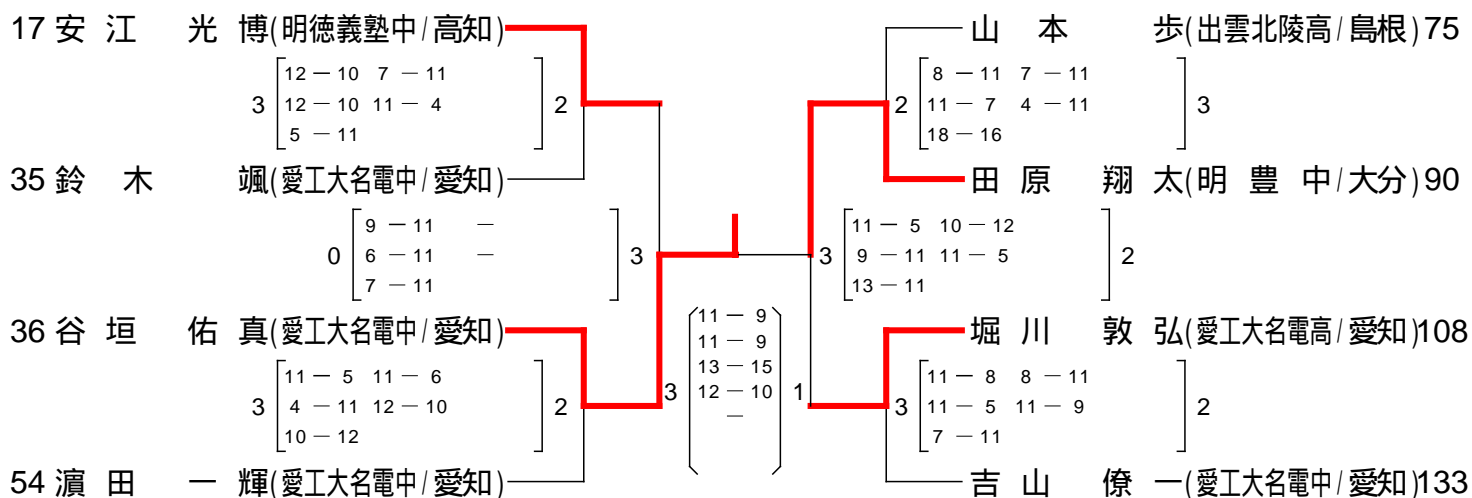 17 安江 光博(明徳義塾中/高知)
3 2
12 － 10 7 － 11
12 － 10 11 － 4
5 － 11
35 鈴木 颯(愛工大名電中/愛知)
0 3
9 － 11 －
6 － 11 －
7 － 11
36 谷垣 佑真(愛工大名電中/愛知)
3 2
11 － 5 11 － 6
4 － 11 12 － 10
10 － 12
54 濵田 一輝(愛工大名電中/愛知)
3 1
11 － 9
11 － 9
13 － 15
12 － 10
－
山本 歩(出雲北陵高/島根)75
2 3
8 － 11 7 － 11
11 － 7 4 － 11
18 － 16
田原 翔太(明豊中/大分)90
3 2
11 － 5 10 － 12
9 － 11 11 － 5
13 － 11
堀川 敦弘(愛工大名電高/愛知)108
3 2
11 － 8 8 － 11
11 － 5 11 － 9
7 － 11
吉山 僚一(愛工大名電中/愛知)133